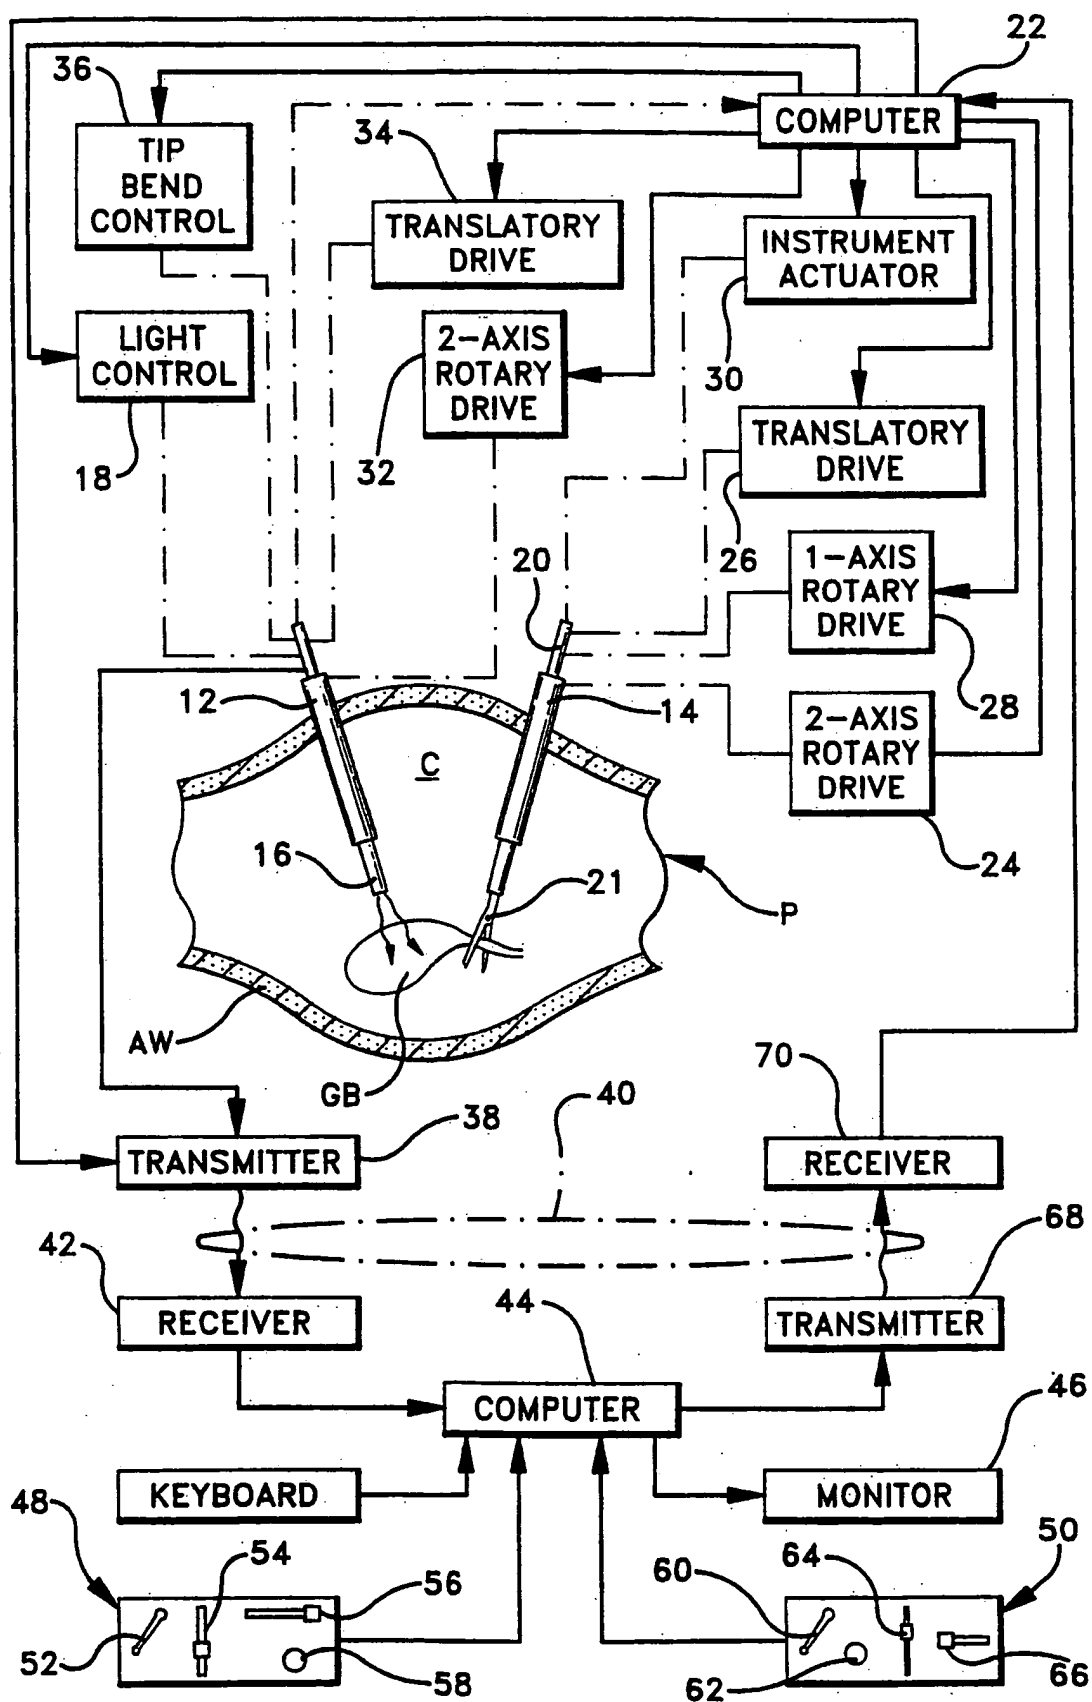 22
36
COMPUTER
34
TIP
BEND
CONTROL
TRANSLATORY
DRIVE
INSTRUMENT
ACTUATOR
30
LIGHT
CONTROL
18
2-AXIS
ROTARY
DRIVE
32
TRANSLATORY
DRIVE
26
20
1-AXIS
ROTARY
DRIVE
28
12
14
2-AXIS
ROTARY
DRIVE
24
C
16
21
P
AW
GB
70
40
38
TRANSMITTER
RECEIVER
42
68
44
RECEIVER
TRANSMITTER
46
COMPUTER
KEYBOARD
MONITOR
48
50
54
64
56
60
52
58
62
66